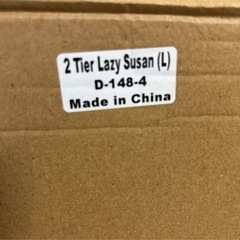 2 Tier Lazy Susan (L)
D-148-4
Made in China